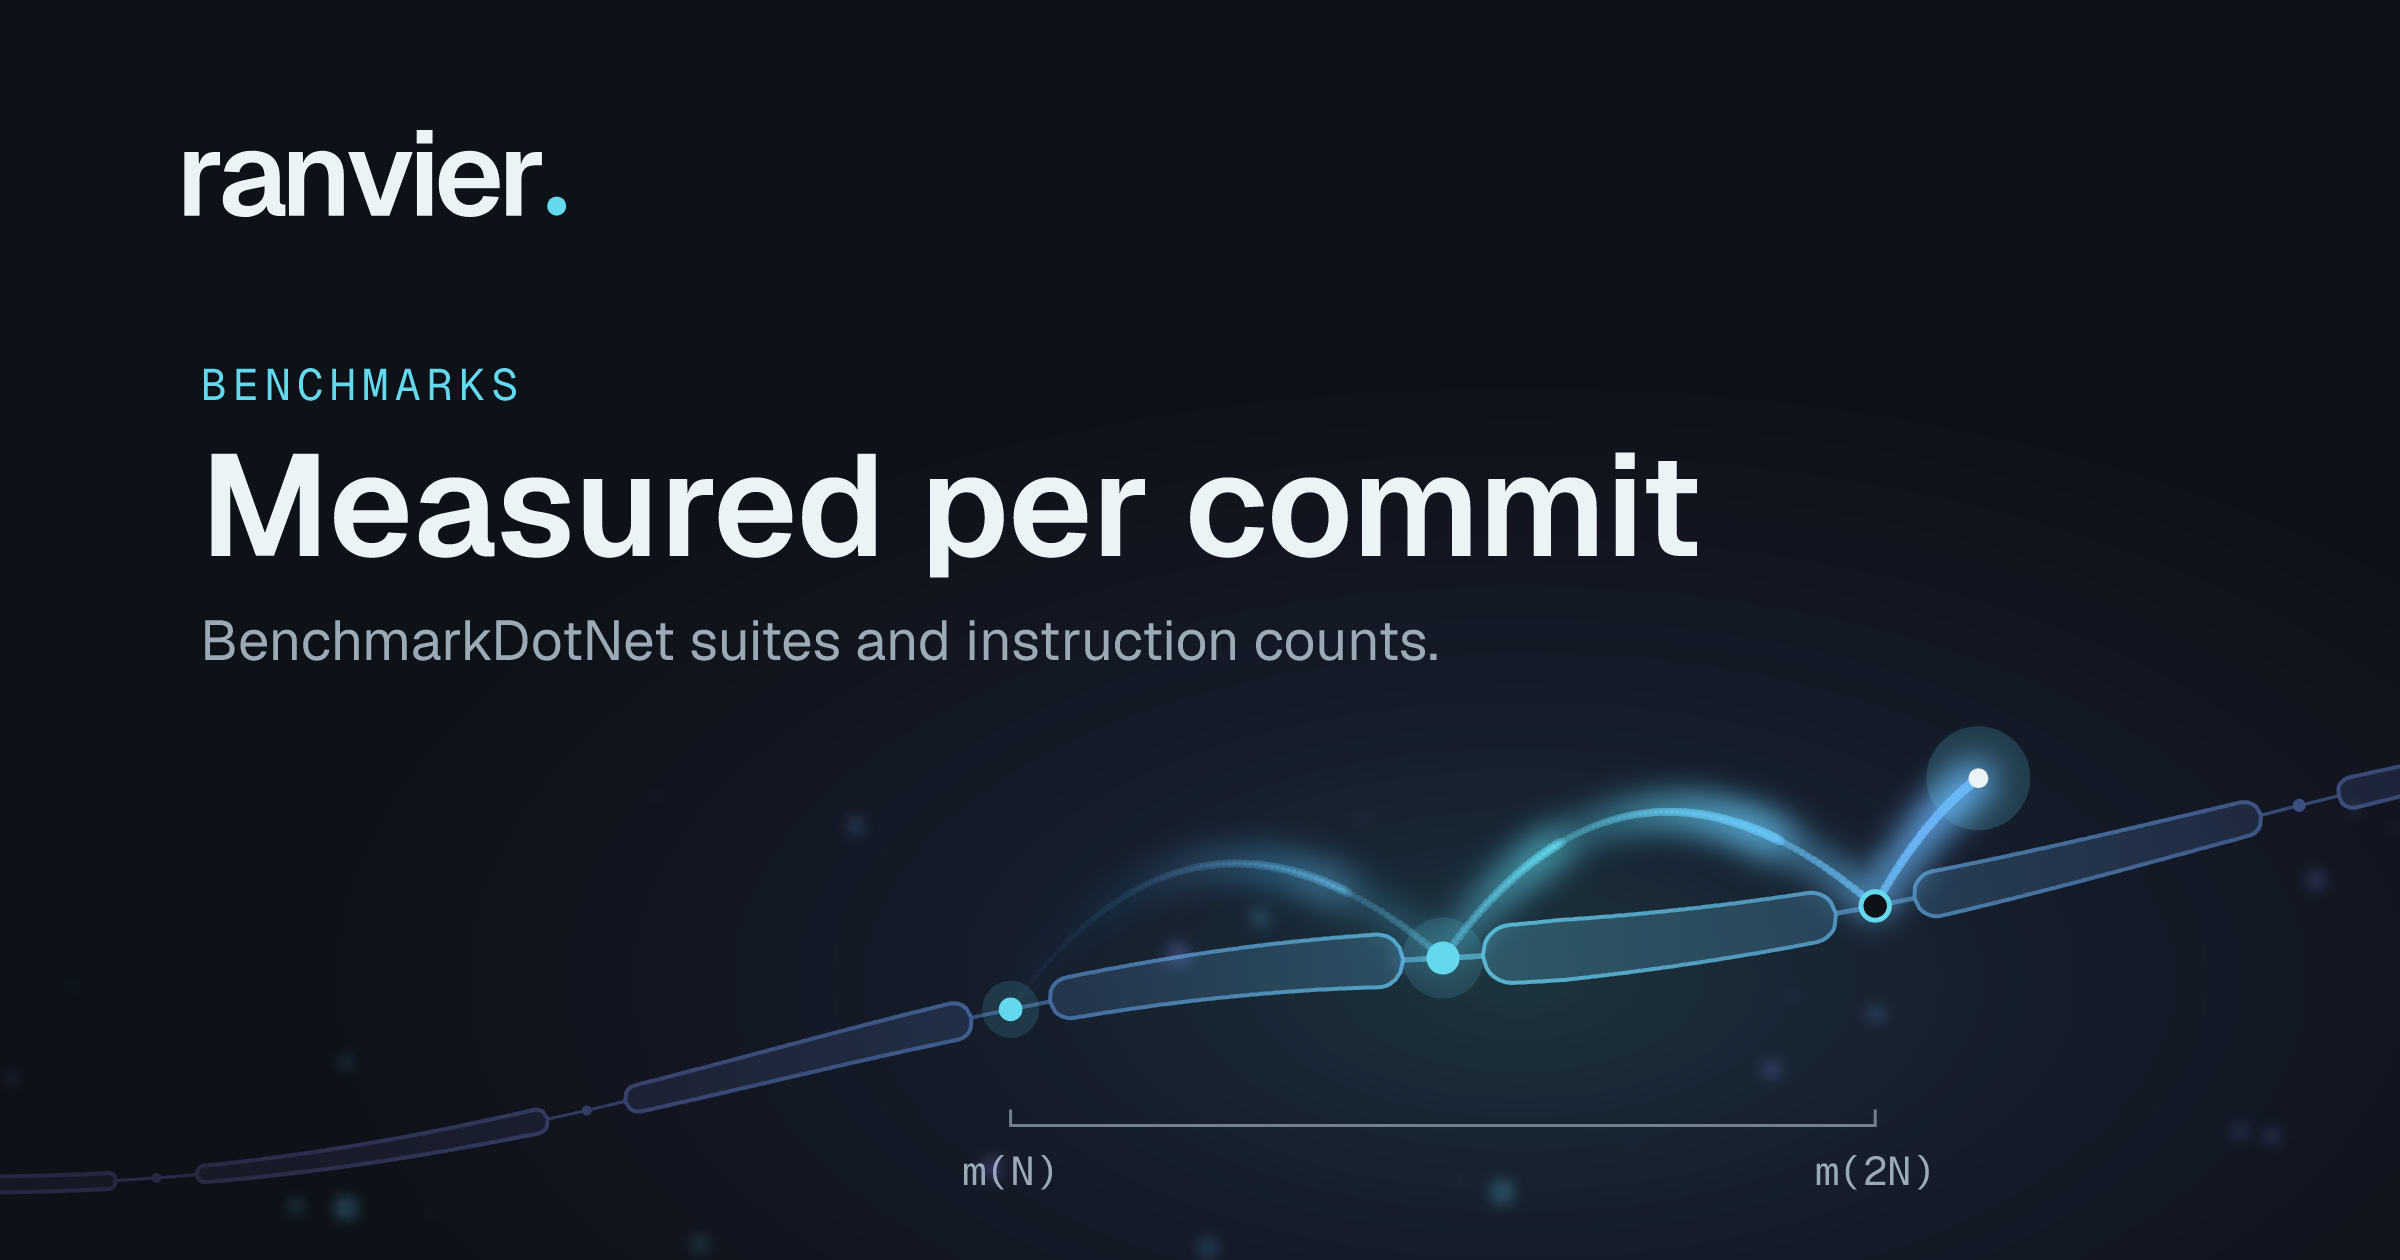 ranvier.
BENCHMARKS
Measured per commit
BenchmarkDotNet suites and instruction counts.
m(N)
m(2N)